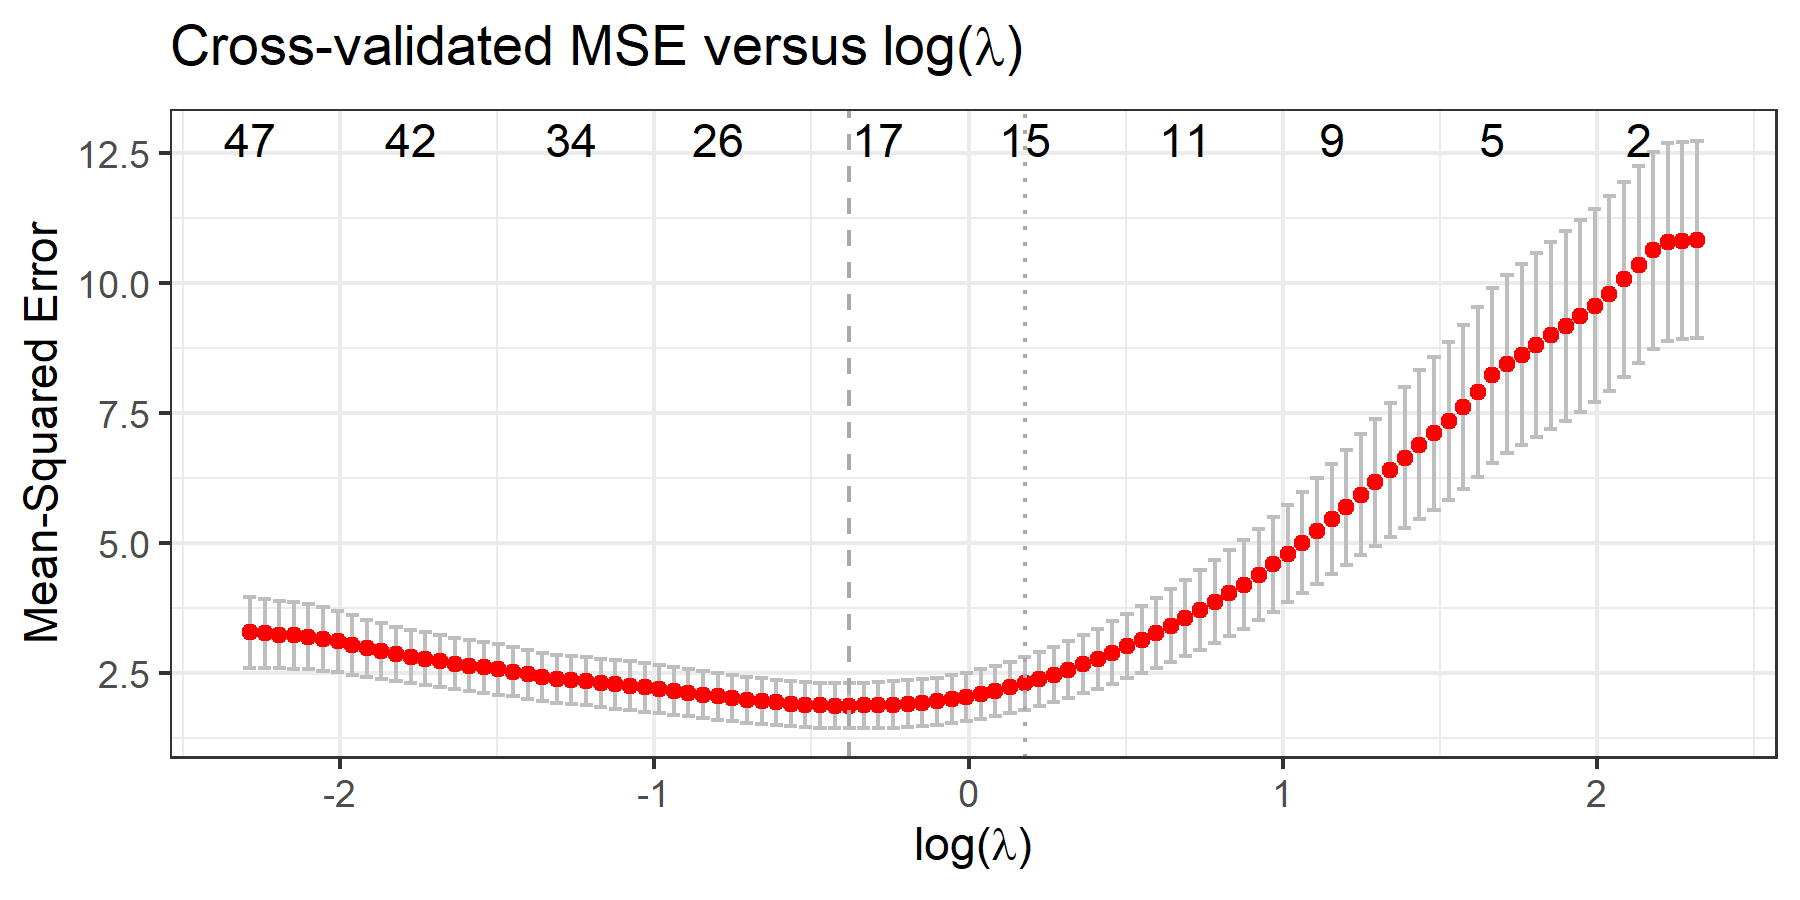 Cross-validated MSE versus log(λ)
47 42 34 26 17 15 11 9 5 2
12.5
10.0
7.5
5.0
2.5
Mean-Squared Error
-2 -1 0 1 2
log(λ)